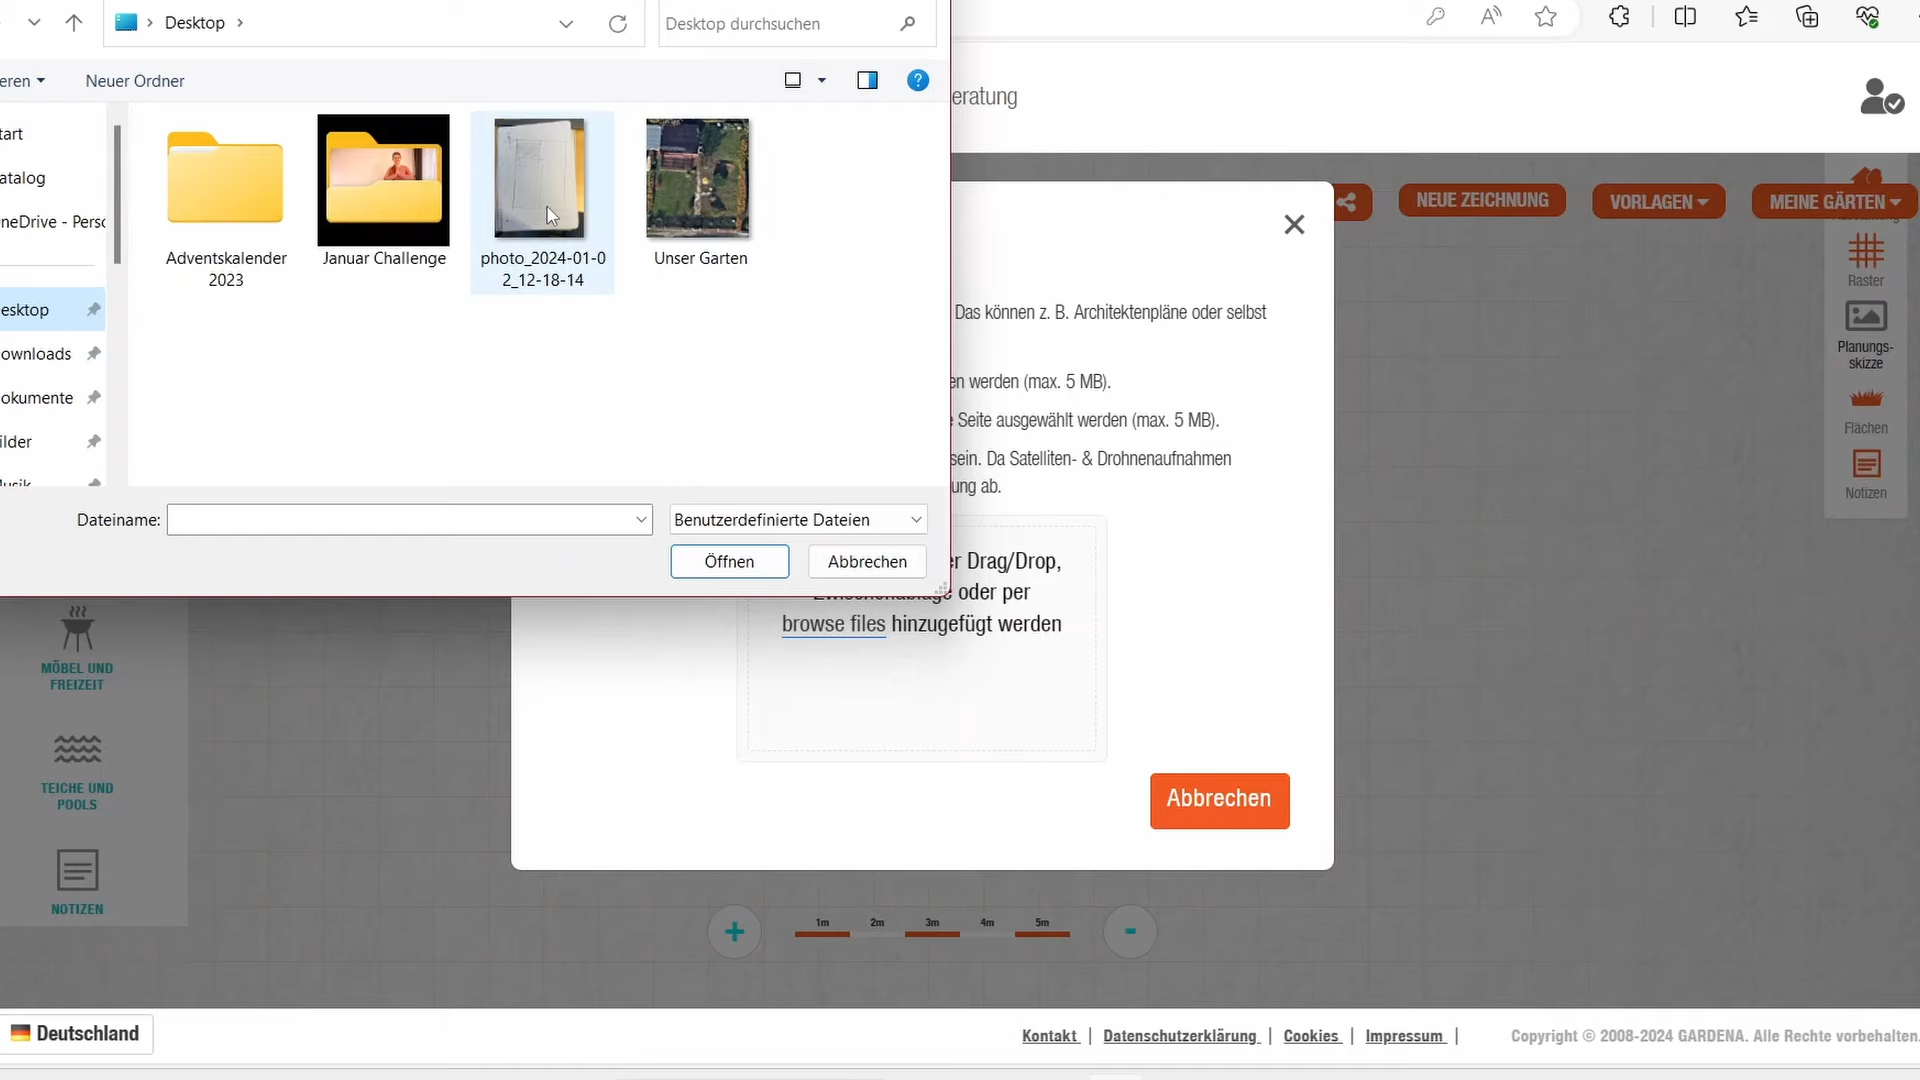 Desktop
Desktop durchsuchen
Neuer Ordner
eratung
Adventskalender
2023
Januar Challenge
photo_2024-01-0
2_12-18-14
Unser Garten
esktop
ownloads
okumente
ilder
Dateiname:
Benutzerdefinierte Dateien
Öffnen
Abbrechen
NEUE ZEICHNUNG
VORLAGEN
MEINE GÄRTEN
Raster
Planungs-
skizze
Flächen
Notizen
Das können z. B. Architektenpläne oder selbst
en werden (max. 5 MB).
Seite ausgewählt werden (max. 5 MB).
sein. Da Satelliten- & Drohnenaufnahmen
ung ab.
r Drag/Drop,
Zwischenablage oder per
browse files hinzugefügt werden
Abbrechen
MÖBEL UND
FREIZEIT
TEICHE UND
POOLS
NOTIZEN
+
1m 2m 3m 4m 5m
-
Deutschland
Kontakt | Datenschutzerklärung | Cookies | Impressum |
Copyright © 2008-2024 GARDENA. Alle Rechte vorbehalten.